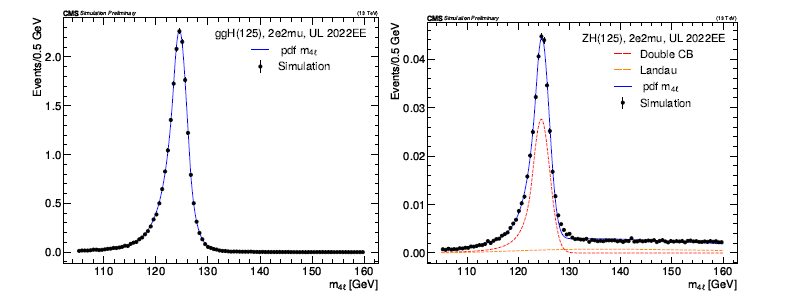 CMS Simulation Preliminary
(13 TeV)
Events/0.5 GeV
ggH(125), 2e2mu, UL 2022EE
pdf m4ℓ
Simulation
2.0
1.5
1.0
0.5
0.0
110 120 130 140 150 160
m4ℓ [GeV]
CMS Simulation Preliminary
(13 TeV)
Events/0.5 GeV
ZH(125), 2e2mu, UL 2022EE
Double CB
Landau
pdf m4ℓ
Simulation
0.04
0.03
0.02
0.01
0.00
110 120 130 140 150 160
m4ℓ [GeV]